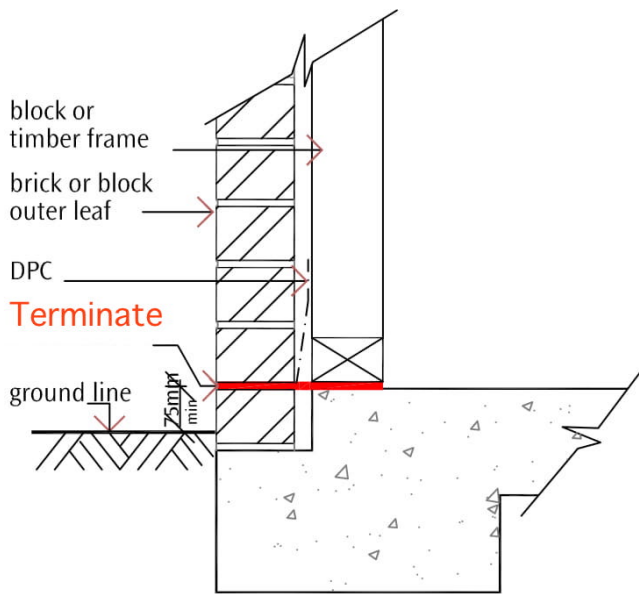 block or
timber frame
brick or block
outer leaf
DPC
Terminate
ground line
75mm
min